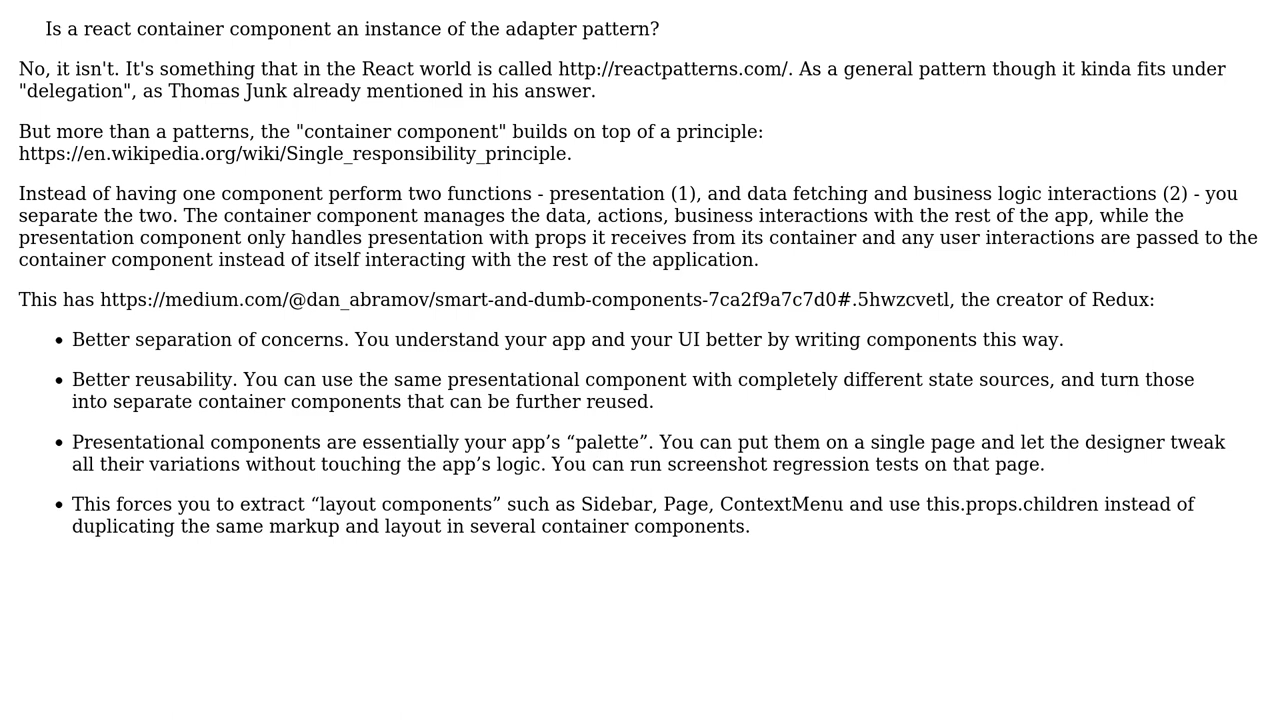 Is a react container component an instance of the adapter pattern?
No, it isn't. It's something that in the React world is called http://reactpatterns.com/. As a general pattern though it kinda fits under
"delegation", as Thomas Junk already mentioned in his answer.
But more than a patterns, the "container component" builds on top of a principle:
https://en.wikipedia.org/wiki/Single_responsibility_principle.
Instead of having one component perform two functions - presentation (1), and data fetching and business logic interactions (2) - you
separate the two. The container component manages the data, actions, business interactions with the rest of the app, while the
presentation component only handles presentation with props it receives from its container and any user interactions are passed to the
container component instead of itself interacting with the rest of the application.
This has https://medium.com/@dan_abramov/smart-and-dumb-components-7ca2f9a7c7d0#.5hwzcvetl, the creator of Redux:
• Better separation of concerns. You understand your app and your UI better by writing components this way.
• Better reusability. You can use the same presentational component with completely different state sources, and turn those
into separate container components that can be further reused.
• Presentational components are essentially your app’s “palette”. You can put them on a single page and let the designer tweak
all their variations without touching the app’s logic. You can run screenshot regression tests on that page.
• This forces you to extract “layout components” such as Sidebar, Page, ContextMenu and use this.props.children instead of
duplicating the same markup and layout in several container components.